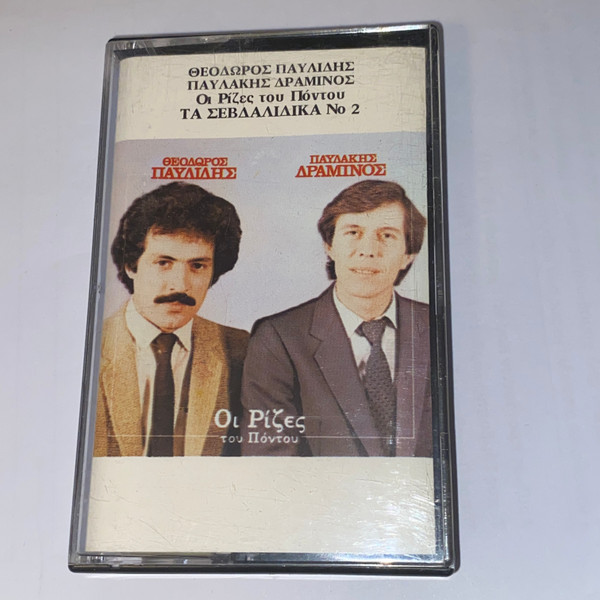 ΘΕΟΔΩΡΟΣ ΠΑΥΛΙΔΗΣ
ΠΑΥΛΑΚΗΣ ΔΡΑΜΙΝΟΣ
Οι Ρίζες του Πόντου
ΤΑ ΣΕΒΔΑΛΙΔΙΚΑ Νο 2
ΘΕΟΔΩΡΟΣ
ΠΑΥΛΙΔΗΣ
ΠΑΥΛΑΚΗΣ
ΔΡΑΜΙΝΟΣ
Οι Ρίζες
του Πόντου